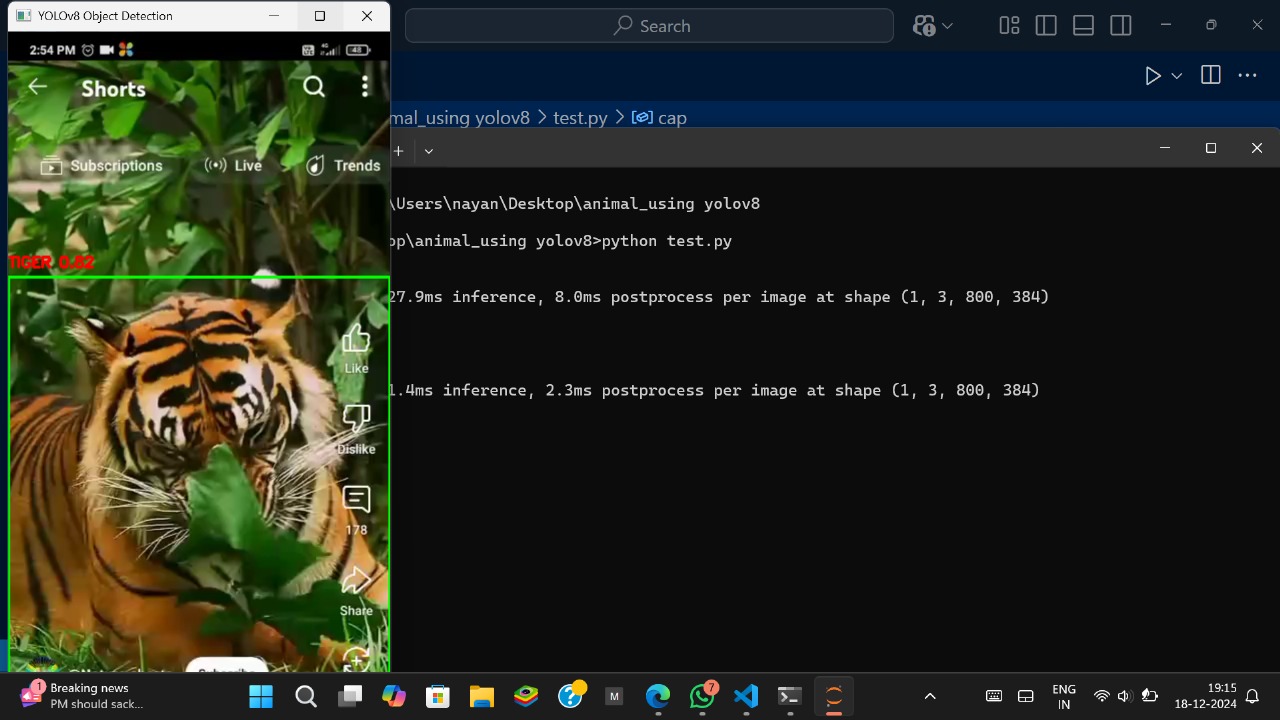 YOLOv8 Object Detection
Search
2:54 PM
48
Shorts
Subscriptions
Live
Trends
mal_using yolov8 > test.py > cap
\Users\nayan\Desktop\animal_using yolov8
op\animal_using yolov8>python test.py
TIGER 0.82
27.9ms inference, 8.0ms postprocess per image at shape (1, 3, 800, 384)
1.4ms inference, 2.3ms postprocess per image at shape (1, 3, 800, 384)
Like
Dislike
178
Share
1
Breaking news
PM should sack...
M
7
ENG
IN
19:15
18-12-2024